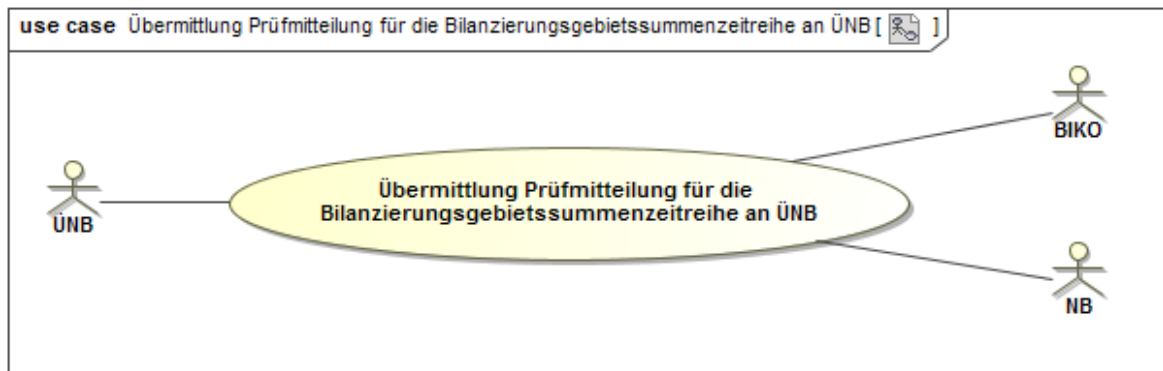 use case Übermittlung Prüfmitteilung für die Bilanzierungsgebietssummenzeitreihe an ÜNB [ ]
BIKO
Übermittlung Prüfmitteilung für die
Bilanzierungsgebietssummenzeitreihe an ÜNB
ÜNB
NB